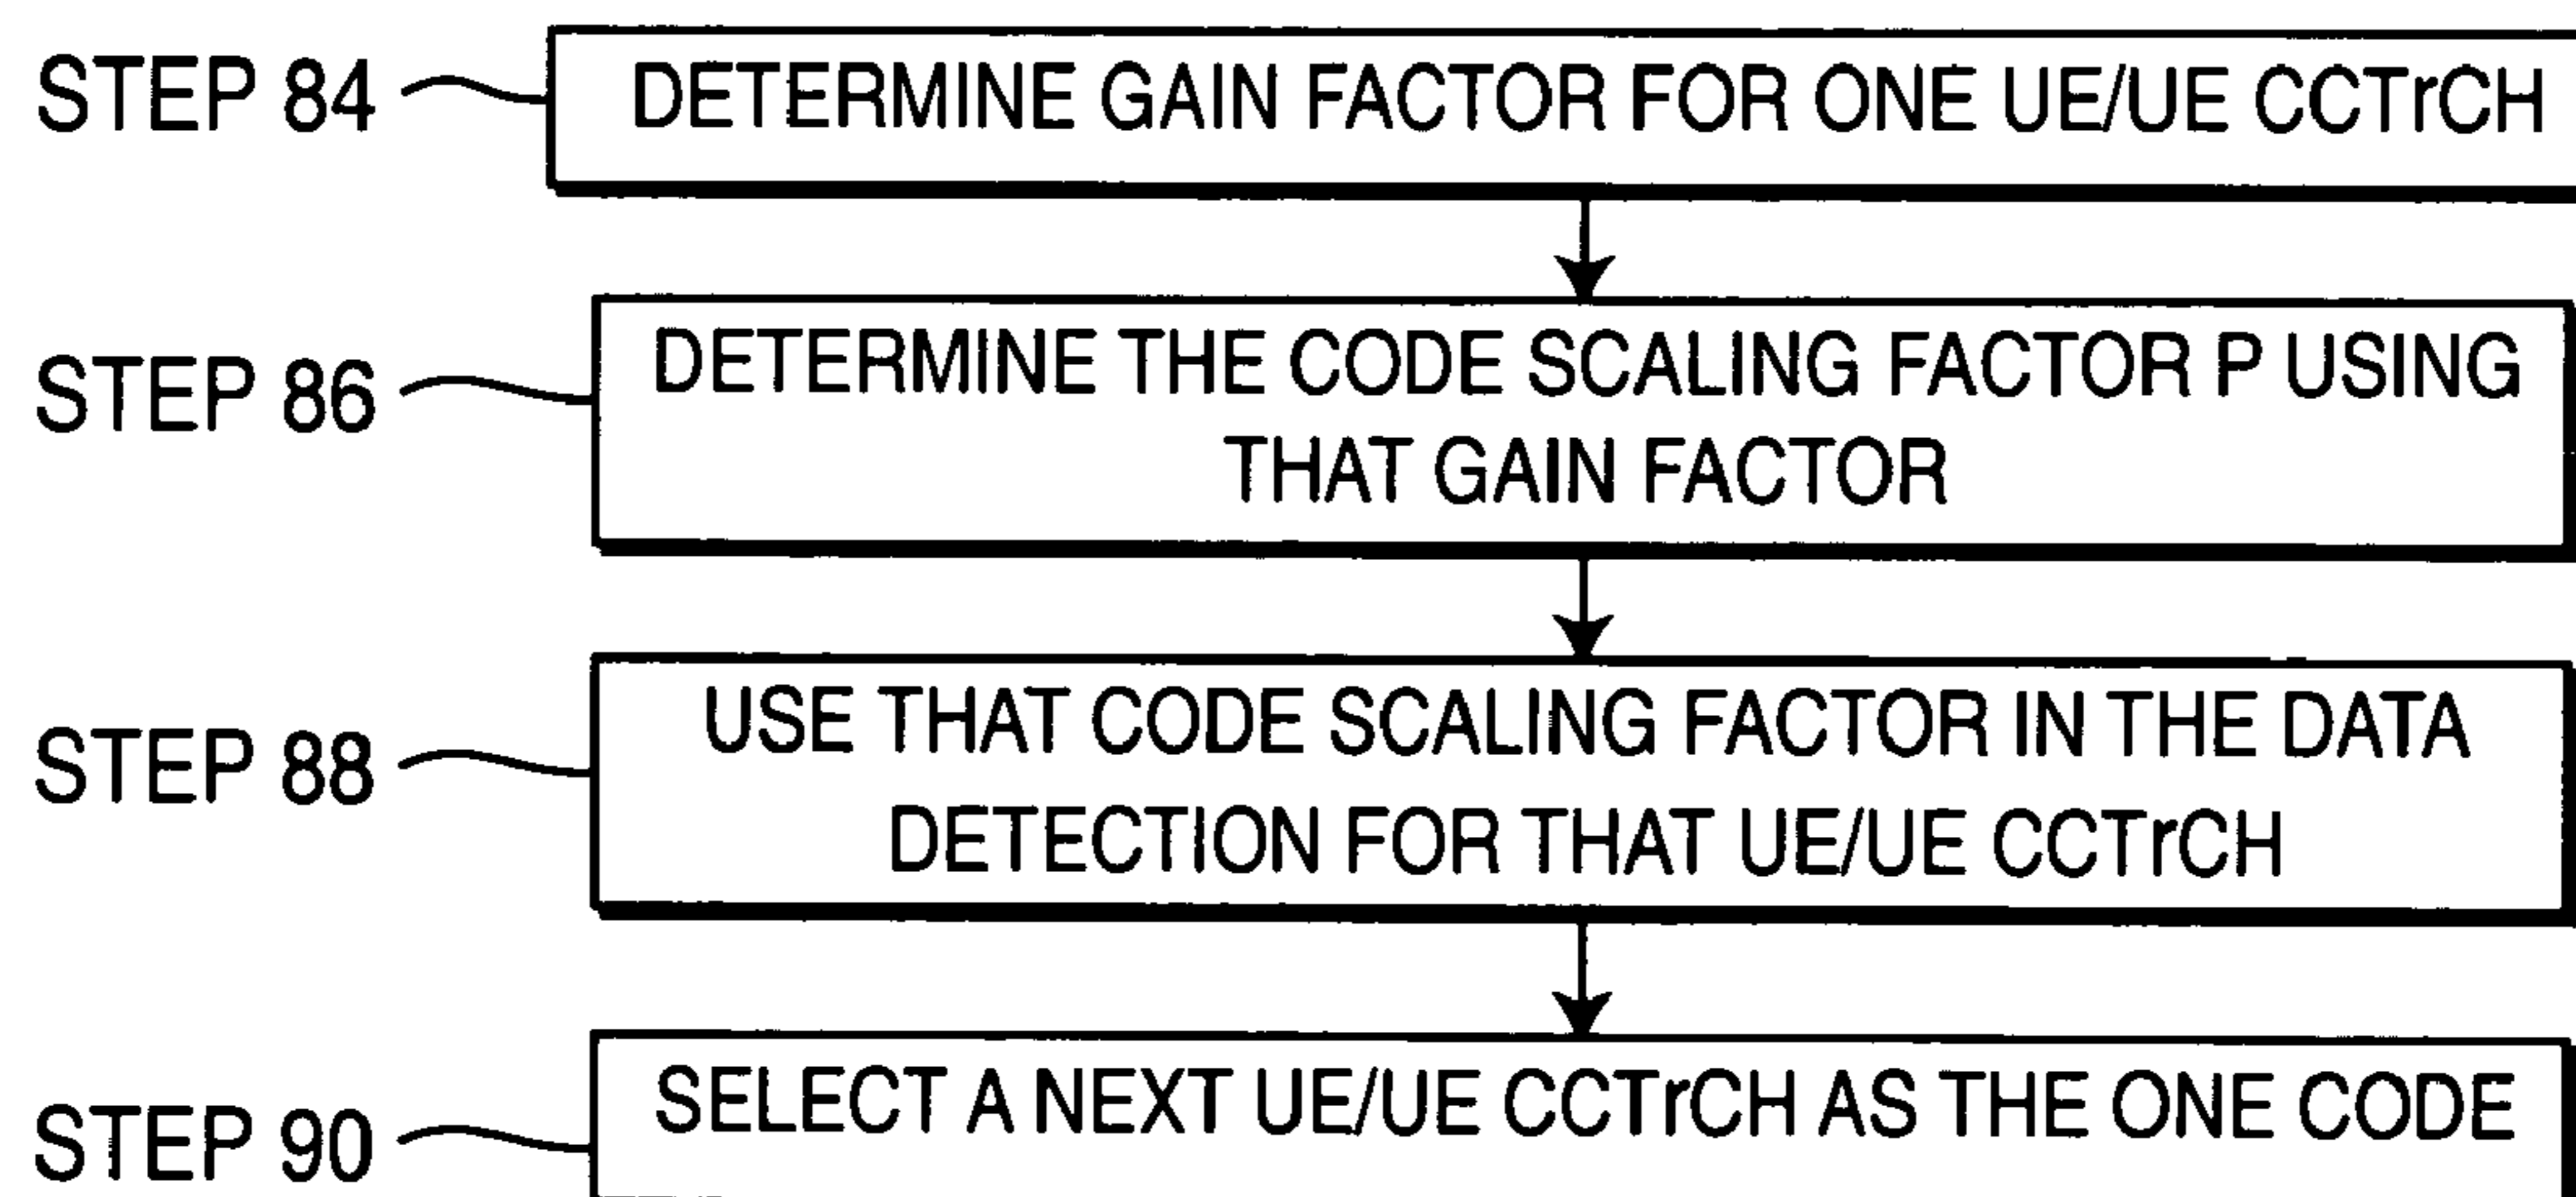 STEP 84
DETERMINE GAIN FACTOR FOR ONE UE/UE CCTrCH
STEP 86
DETERMINE THE CODE SCALING FACTOR P USING
THAT GAIN FACTOR
STEP 88
USE THAT CODE SCALING FACTOR IN THE DATA
DETECTION FOR THAT UE/UE CCTrCH
STEP 90
SELECT A NEXT UE/UE CCTrCH AS THE ONE CODE